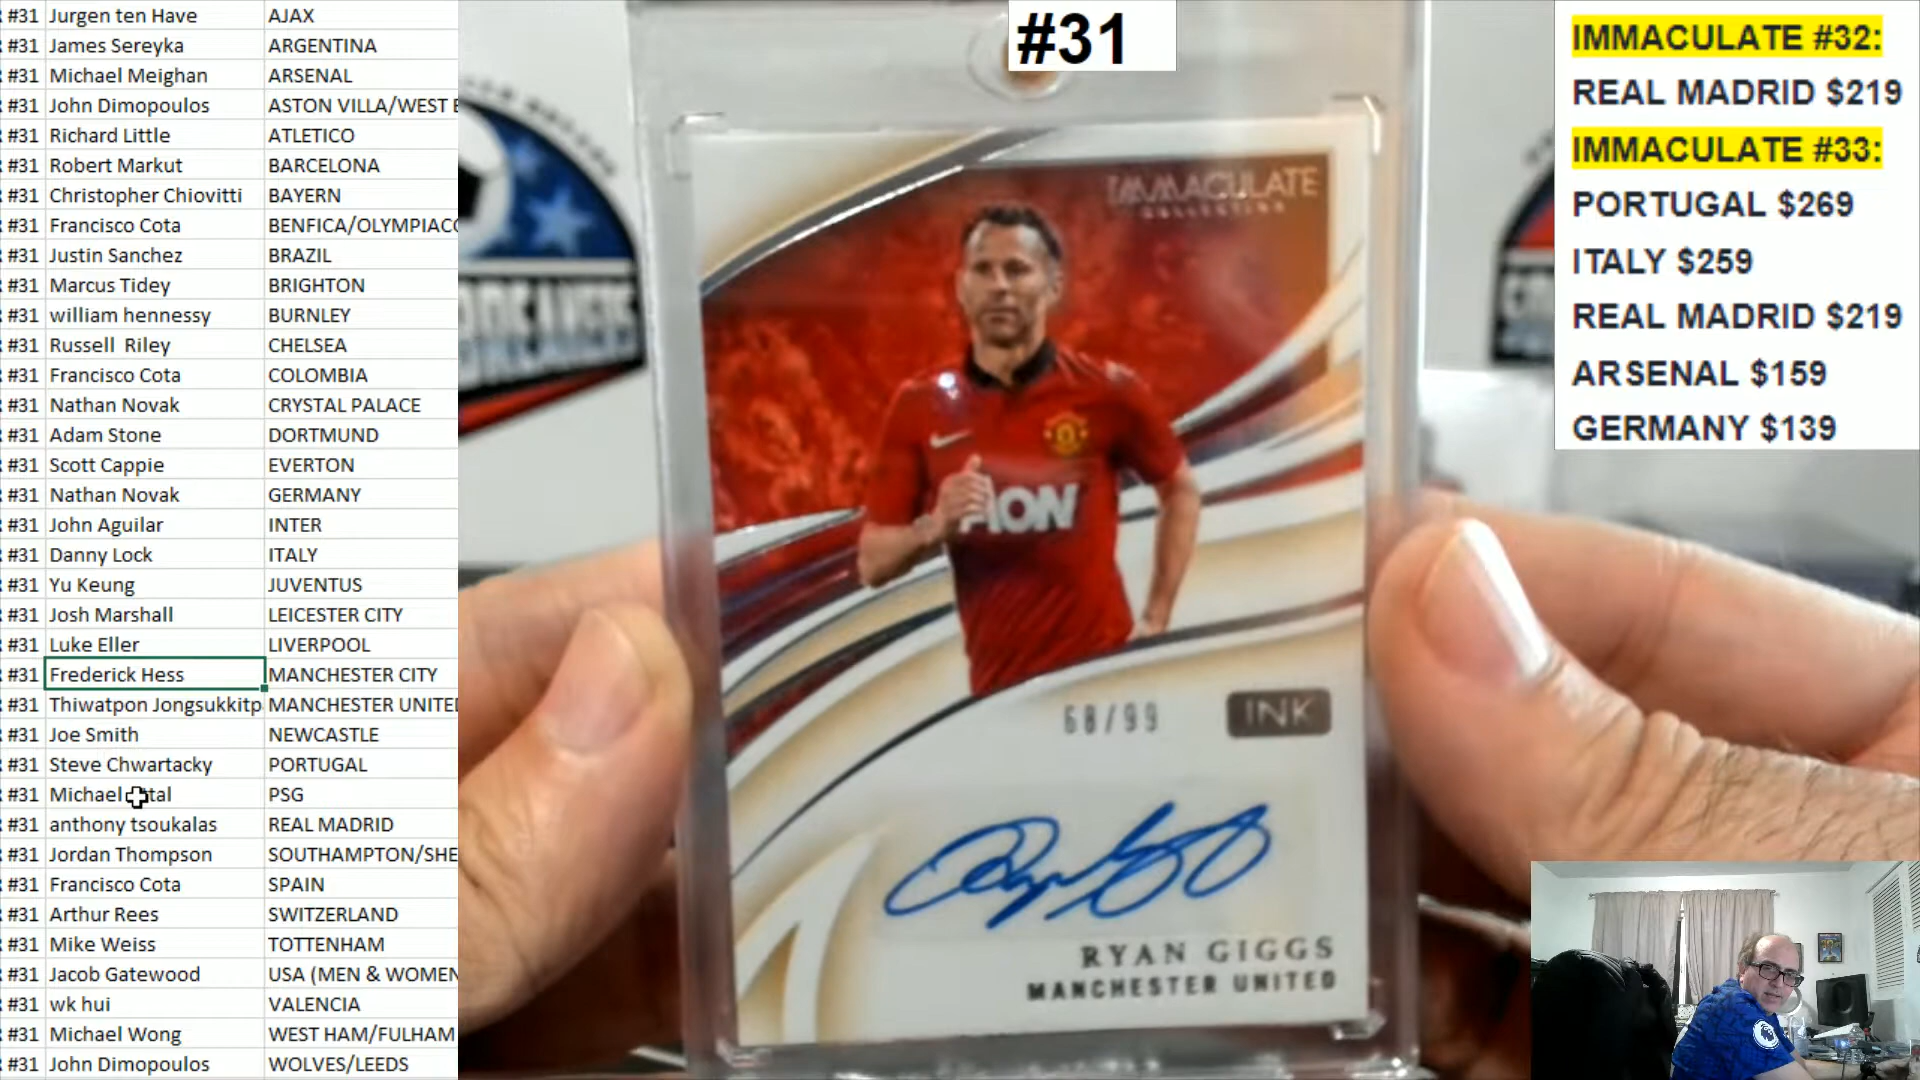 #31 Jurgen ten Have AJAX
#31 James Sereyka ARGENTINA
#31 Michael Meighan ARSENAL
#31 John Dimopoulos ASTON VILLA/WEST
#31 Richard Little ATLETICO
#31 Robert Markut BARCELONA
#31 Christopher Chiovitti BAYERN
#31 Francisco Cota BENFICA/OLYMPIAC
#31 Justin Sanchez BRAZIL
#31 Marcus Tidey BRIGHTON
#31 william hennessy BURNLEY
#31 Russell Riley CHELSEA
#31 Francisco Cota COLOMBIA
#31 Nathan Novak CRYSTAL PALACE
#31 Adam Stone DORTMUND
#31 Scott Cappie EVERTON
#31 Nathan Novak GERMANY
#31 John Aguilar INTER
#31 Danny Lock ITALY
#31 Yu Keung JUVENTUS
#31 Josh Marshall LEICESTER CITY
#31 Luke Eller LIVERPOOL
#31 Frederick Hess MANCHESTER CITY
#31 Thiwatpon Jongsukkitp MANCHESTER UNITED
#31 Joe Smith NEWCASTLE
#31 Steve Chwartacky PORTUGAL
#31 Michael PSG
#31 anthony tsoukalas REAL MADRID
#31 Jordan Thompson SOUTHAMPTON/SHE
#31 Francisco Cota SPAIN
#31 Arthur Rees SWITZERLAND
#31 Mike Weiss TOTTENHAM
#31 Jacob Gatewood USA (MEN & WOMEN
#31 wk hui VALENCIA
#31 Michael Wong WEST HAM/FULHAM
#31 John Dimopoulos WOLVES/LEEDS
#31
IMMACULATE
COLLECTION
AON
68/99
INK
RYAN GIGGS
MANCHESTER UNITED
IMMACULATE #32:
REAL MADRID $219
IMMACULATE #33:
PORTUGAL $269
ITALY $259
REAL MADRID $219
ARSENAL $159
GERMANY $139